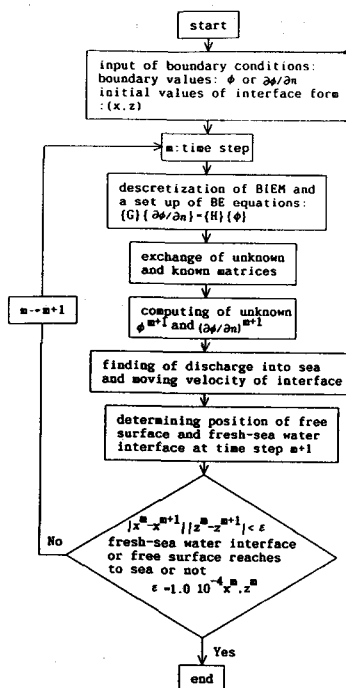 start
input of boundary conditions:
boundary values: ϕ or ∂ϕ/∂n
initial values of interface form
:(x.z)
m:time step
descretization of BIEM and
a set up of BE equations:
{G}{∂ϕ/∂n}={H}{ϕ}
exchange of unknown
and known matrices
m→m+1
computing of unknown
ϕ^m+1 and (∂ϕ/∂n)^m+1
finding of discharge into sea
and moving velocity of interface
determining position of free
surface and fresh-sea water
interface at time step m+1
|x^m-x^m+1||z^m-z^m+1|< ε
No
fresh-sea water interface
or free surface reaches
to sea or not
ε =1.0 10^-4 x^m.z^m
Yes
end